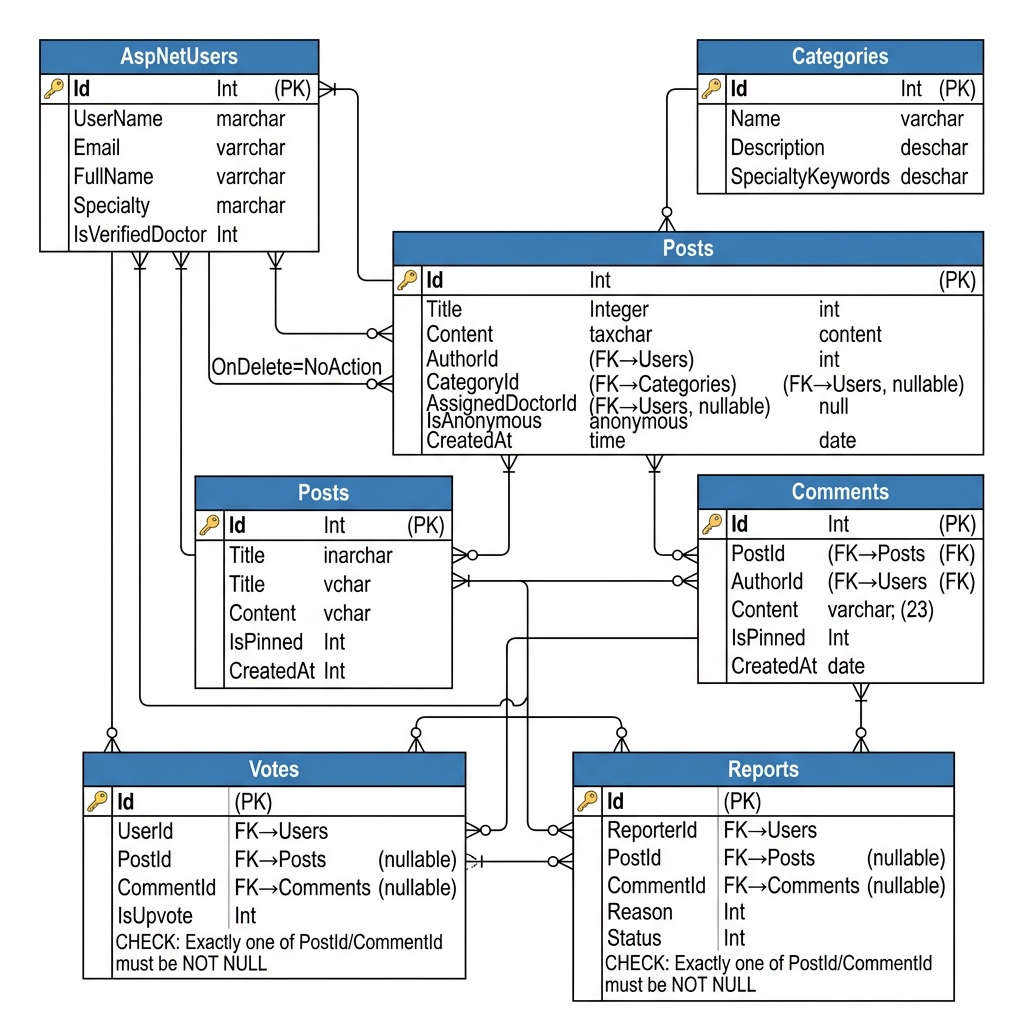 AspNetUsers
Id Int (PK)
UserName marchar
Email varrchar
FullName varrchar
Specialty marchar
IsVerifiedDoctor Int
Categories
Id Int (PK)
Name varchar
Description deschar
SpecialtyKeywords deschar
Posts
Id Int (PK)
Title Integer int
Content taxchar content
AuthorId (FK→Users) int
CategoryId (FK→Categories) (FK→Users, nullable)
AssignedDoctorId (FK→Users, nullable) null
IsAnonymous anonymous
CreatedAt time date
OnDelete=NoAction
Posts
Id Int (PK)
Title inarchar
Title vchar
Content vchar
IsPinned Int
CreatedAt Int
Comments
Id Int (PK)
PostId (FK→Posts (FK)
AuthorId (FK→Users (FK)
Content varchar; (23)
IsPinned Int
CreatedAt date
Votes
Id (PK)
UserId FK→Users
PostId FK→Posts (nullable)
CommentId FK→Comments (nullable)
IsUpvote Int
CHECK: Exactly one of PostId/CommentId
must be NOT NULL
Reports
Id (PK)
ReporterId FK→Users
PostId FK→Posts (nullable)
CommentId FK→Comments (nullable)
Reason Int
Status Int
CHECK: Exactly one of PostId/CommentId
must be NOT NULL